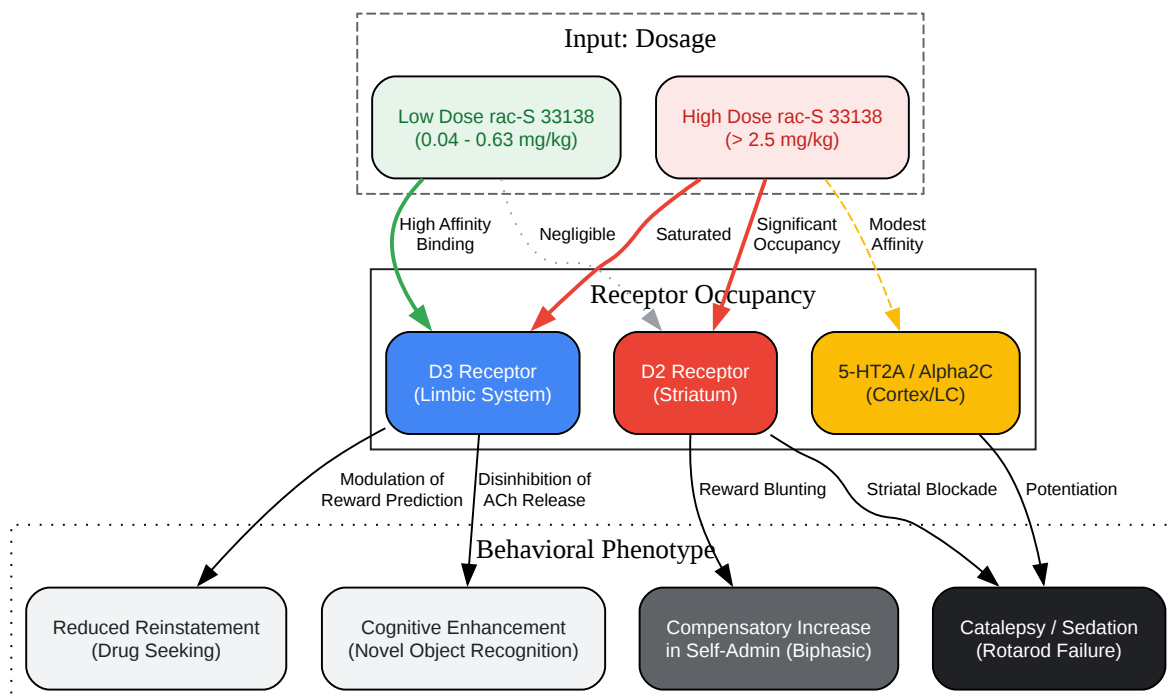 Input: Dosage
Low Dose rac-S 33138
(0.04 - 0.63 mg/kg)
High Dose rac-S 33138
(> 2.5 mg/kg)
High Affinity
Binding
Negligible
Saturated
Significant
Occupancy
Modest
Affinity
Receptor Occupancy
D3 Receptor
(Limbic System)
D2 Receptor
(Striatum)
5-HT2A / Alpha2C
(Cortex/LC)
Modulation of
Reward Prediction
Disinhibition of
ACh Release
Reward Blunting
Striatal Blockade
Potentiation
Behavioral Phenotype
Reduced Reinstatement
(Drug Seeking)
Cognitive Enhancement
(Novel Object Recognition)
Compensatory Increase
in Self-Admin (Biphasic)
Catalepsy / Sedation
(Rotarod Failure)